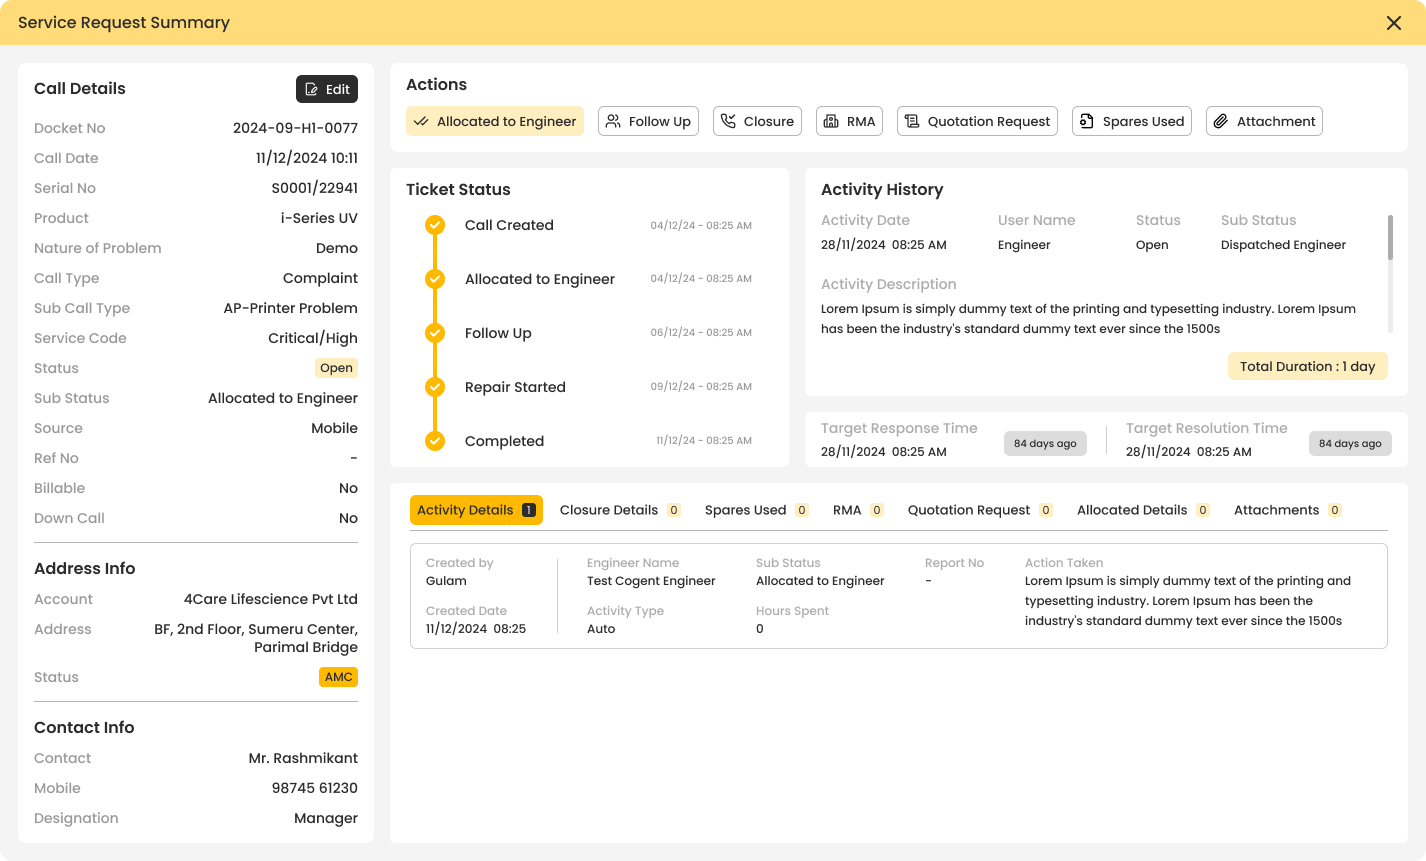 Service Request Summary
Call Details
Edit
Docket No 2024-09-H1-0077
Call Date 11/12/2024 10:11
Serial No S0001/22941
Product i-Series UV
Nature of Problem Demo
Call Type Complaint
Sub Call Type AP-Printer Problem
Service Code Critical/High
Status Open
Sub Status Allocated to Engineer
Source Mobile
Ref No -
Billable No
Down Call No
Address Info
Account 4Care Lifescience Pvt Ltd
Address BF, 2nd Floor, Sumeru Center,
Parimal Bridge
Status AMC
Contact Info
Contact Mr. Rashmikant
Mobile 98745 61230
Designation Manager
Actions
Allocated to Engineer Follow Up Closure RMA Quotation Request Spares Used Attachment
Ticket Status
Call Created 04/12/24 - 08:25 AM
Allocated to Engineer 04/12/24 - 08:25 AM
Follow Up 06/12/24 - 08:25 AM
Repair Started 09/12/24 - 08:25 AM
Completed 11/12/24 - 08:25 AM
Activity History
Activity Date User Name Status Sub Status
28/11/2024 08:25 AM Engineer Open Dispatched Engineer
Activity Description
Lorem Ipsum is simply dummy text of the printing and typesetting industry. Lorem Ipsum
has been the industry's standard dummy text ever since the 1500s
Total Duration : 1 day
Target Response Time
28/11/2024 08:25 AM
84 days ago
Target Resolution Time
28/11/2024 08:25 AM
84 days ago
Activity Details 1 Closure Details 0 Spares Used 0 RMA 0 Quotation Request 0 Allocated Details 0 Attachments 0
Created by
Gulam
Created Date
11/12/2024 08:25
Engineer Name
Test Cogent Engineer
Activity Type
Auto
Sub Status
Allocated to Engineer
Hours Spent
0
Report No
-
Action Taken
Lorem Ipsum is simply dummy text of the printing and
typesetting industry. Lorem Ipsum has been the
industry's standard dummy text ever since the 1500s